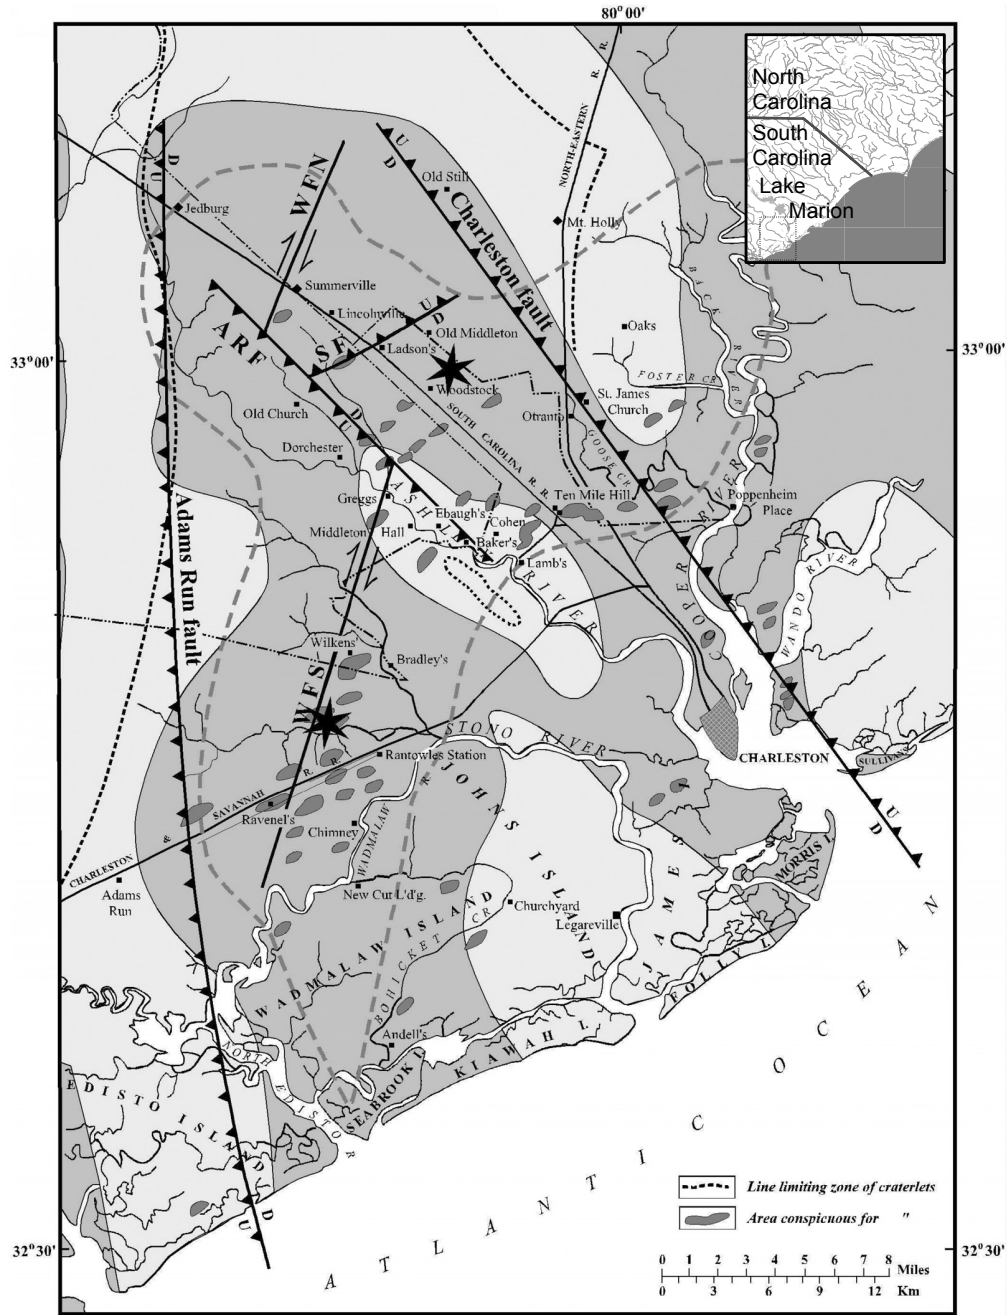 80°00'
North
Carolina
South
Carolina
Lake
Marion
NORTH-EASTERN R. R.
U
D
D
U
WFN
Old Still
Charleston fault
Jedburg
Mt. Holly
BACK RIVER
Summerville
Lincolnville
U
D
Old Middleton
Oaks
ARF
SF
Ladson's
33°00'
33°00'
FOSTER CR.
Woodstock
St. James
Church
Old Church
D
U
SOUTH CAROLINA R. R.
Otranto
GOOSE CR.
Dorchester
Greggs
ASHLEY RIVER
Ten Mile Hill
Poppenheim
Place
Ebaugh's
Cohen
Middleton Hall
Baker's
Lamb's
COOPER RIVER
WANDO RIVER
Adams Run fault
Wilkens'
Bradley's
WFS
STONO RIVER
Rantowles Station
CHARLESTON
SULLIVANS
CHARLESTON & SAVANNAH R. R.
Ravenel's
Chimney
WADMALAW R.
JOHNS ISLAND
JAMES I.
U
D
MORRIS I.
Adams
Run
New Cut L'd'g.
Churchyard
Legareville
WADMALAW ISLAND
BOHICKET CR
FOLLY I.
Andell's
KIAWAH I.
SEABROOK I.
NORTH EDISTO R
EDISTO ISLAND
D
U
ATLANTIC OCEAN
32°30'
32°30'
Line limiting zone of craterlets
Area conspicuous for "
0 1 2 3 4 5 6 7 8
Miles
Km
0 3 6 9 12